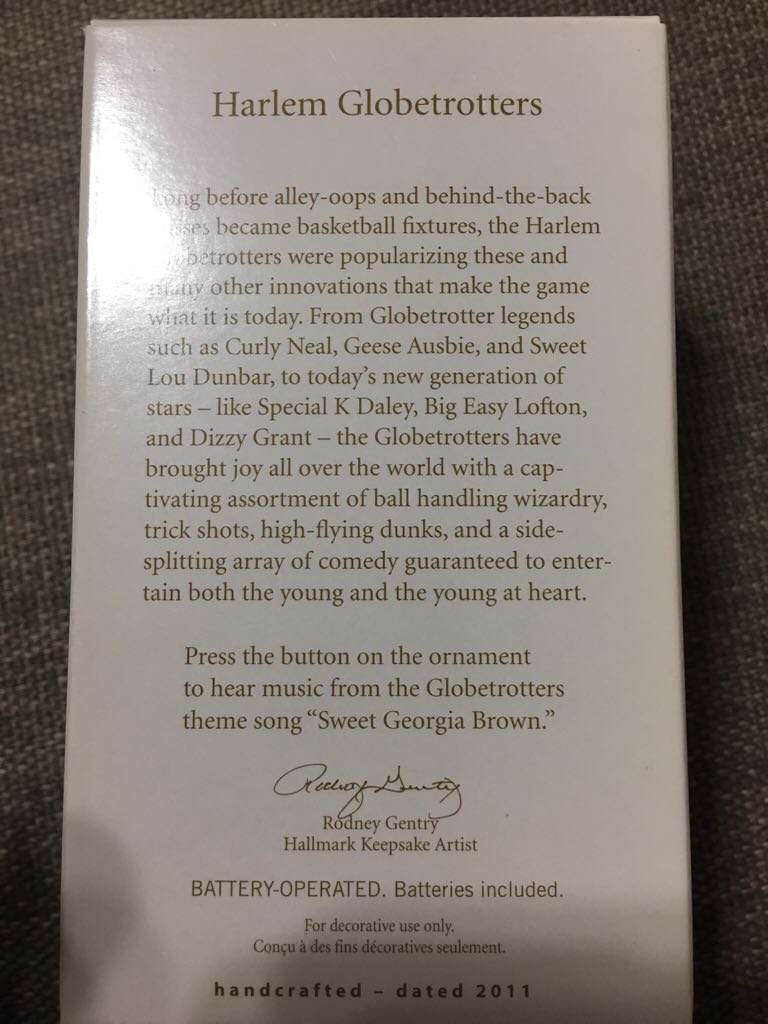 Harlem Globetrotters
Long before alley-oops and behind-the-back
passes became basketball fixtures, the Harlem
Globetrotters were popularizing these and
many other innovations that make the game
what it is today. From Globetrotter legends
such as Curly Neal, Geese Ausbie, and Sweet
Lou Dunbar, to today's new generation of
stars – like Special K Daley, Big Easy Lofton,
and Dizzy Grant – the Globetrotters have
brought joy all over the world with a cap-
tivating assortment of ball handling wizardry,
trick shots, high-flying dunks, and a side-
splitting array of comedy guaranteed to enter-
tain both the young and the young at heart.
Press the button on the ornament
to hear music from the Globetrotters
theme song “Sweet Georgia Brown.”
Rodney Gentry
Rodney Gentry
Hallmark Keepsake Artist
BATTERY-OPERATED. Batteries included.
For decorative use only.
Conçu à des fins décoratives seulement.
handcrafted – dated 2011